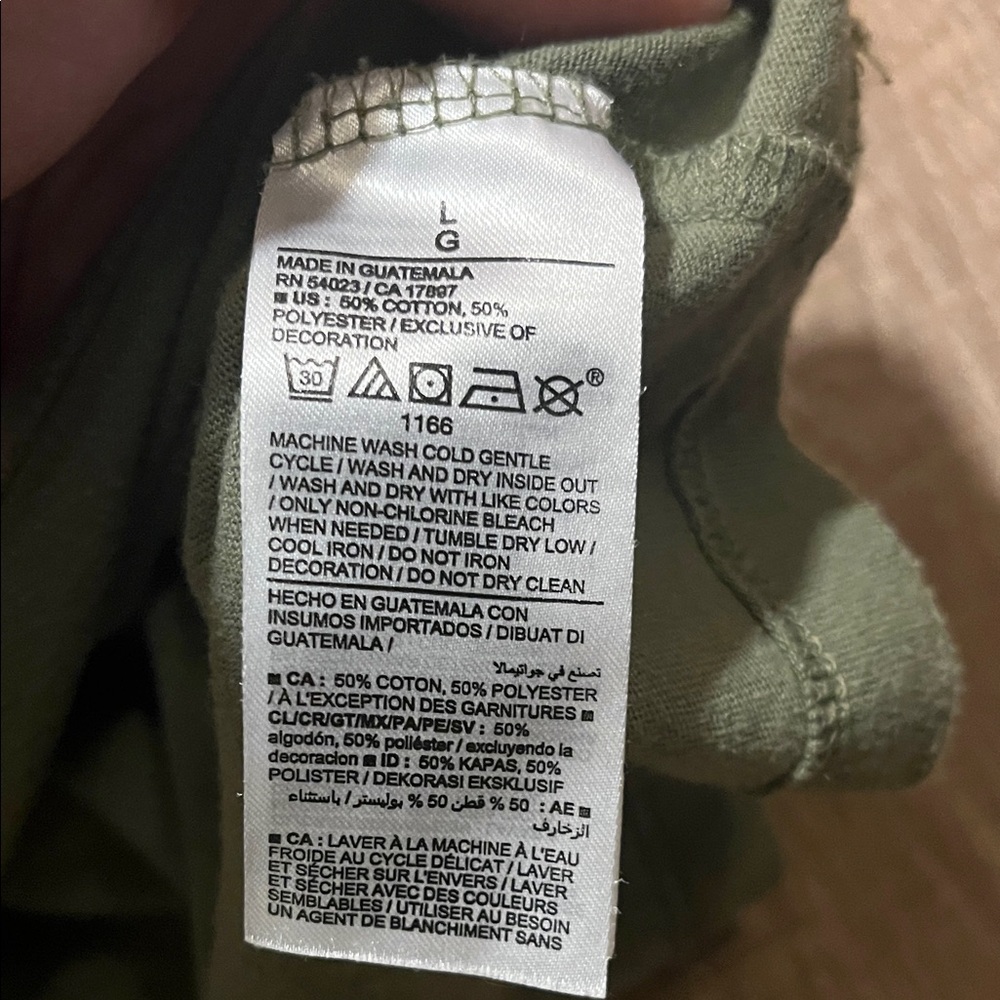 L
G
MADE IN GUATEMALA
RN 54023 / CA 17897
US : 50% COTTON, 50%
POLYESTER / EXCLUSIVE OF
DECORATION
30 ®
1166
MACHINE WASH COLD GENTLE
CYCLE / WASH AND DRY INSIDE OUT
/ WASH AND DRY WITH LIKE COLORS
/ ONLY NON-CHLORINE BLEACH
WHEN NEEDED / TUMBLE DRY LOW /
COOL IRON / DO NOT IRON
DECORATION / DO NOT DRY CLEAN
HECHO EN GUATEMALA CON
INSUMOS IMPORTADOS / DIBUAT DI
GUATEMALA /
تصنع في جواتيمالا
CA : 50% COTON, 50% POLYESTER
/ À L'EXCEPTION DES GARNITURES
CL/CR/GT/MX/PA/PE/SV : 50%
algodón, 50% poliéster / excluyendo la
decoracion ID : 50% KAPAS, 50%
POLISTER / DEKORASI EKSKLUSIF
AE : 50 % قطن 50 % بوليستر / باستثناء
الزخارف
CA : LAVER À LA MACHINE À L'EAU
FROIDE AU CYCLE DÉLICAT / LAVER
ET SÉCHER SUR L'ENVERS / LAVER
ET SÉCHER AVEC DES COULEURS
SEMBLABLES / UTILISER AU BESOIN
UN AGENT DE BLANCHIMENT SANS